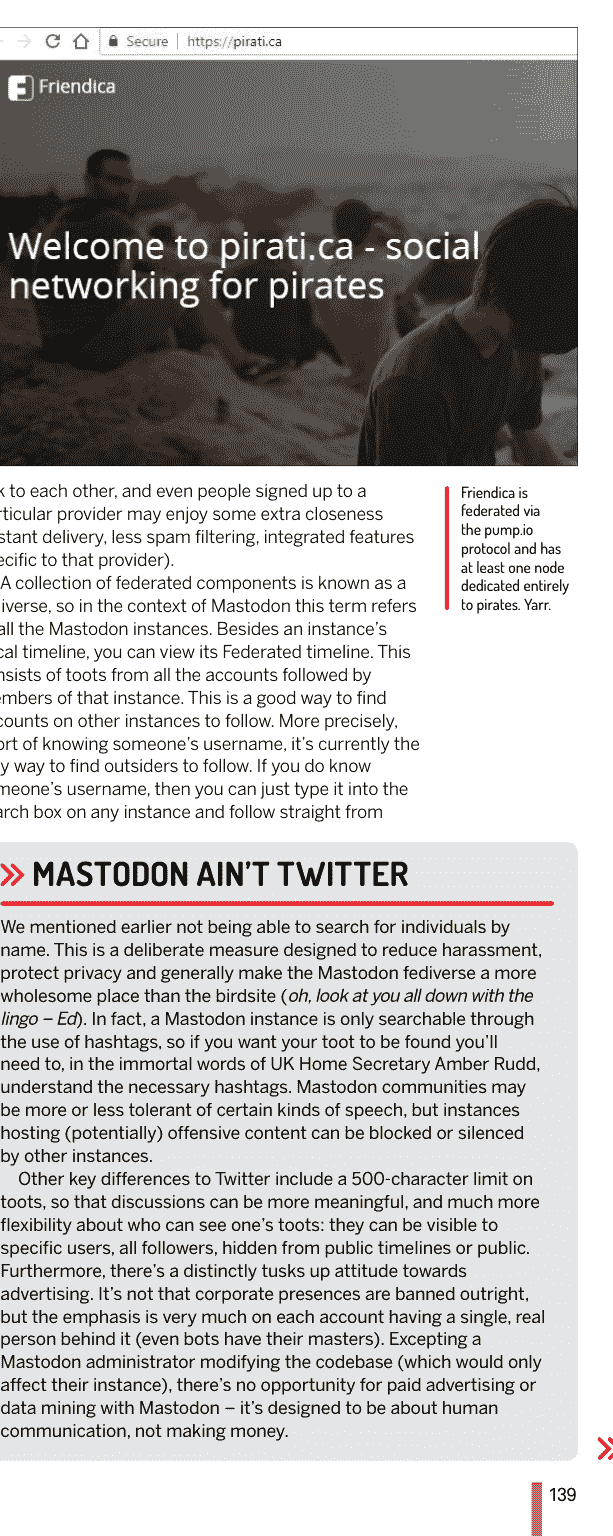 Secure https://pirati.ca
Friendica
Welcome to pirati.ca - social
networking for pirates
k to each other, and even people signed up to a
rticular provider may enjoy some extra closeness
stant delivery, less spam filtering, integrated features
ecific to that provider).
A collection of federated components is known as a
iverse, so in the context of Mastodon this term refers
all the Mastodon instances. Besides an instance's
cal timeline, you can view its Federated timeline. This
nsists of toots from all the accounts followed by
embers of that instance. This is a good way to find
counts on other instances to follow. More precisely,
ort of knowing someone's username, it's currently the
y way to find outsiders to follow. If you do know
meone's username, then you can just type it into the
arch box on any instance and follow straight from
Friendica is
federated via
the pump.io
protocol and has
at least one node
dedicated entirely
to pirates. Yarr.
» MASTODON AIN'T TWITTER
We mentioned earlier not being able to search for individuals by
name. This is a deliberate measure designed to reduce harassment,
protect privacy and generally make the Mastodon fediverse a more
wholesome place than the birdsite (oh, look at you all down with the
lingo – Ed). In fact, a Mastodon instance is only searchable through
the use of hashtags, so if you want your toot to be found you'll
need to, in the immortal words of UK Home Secretary Amber Rudd,
understand the necessary hashtags. Mastodon communities may
be more or less tolerant of certain kinds of speech, but instances
hosting (potentially) offensive content can be blocked or silenced
by other instances.
Other key differences to Twitter include a 500-character limit on
toots, so that discussions can be more meaningful, and much more
flexibility about who can see one's toots: they can be visible to
specific users, all followers, hidden from public timelines or public.
Furthermore, there's a distinctly tusks up attitude towards
advertising. It's not that corporate presences are banned outright,
but the emphasis is very much on each account having a single, real
person behind it (even bots have their masters). Excepting a
Mastodon administrator modifying the codebase (which would only
affect their instance), there's no opportunity for paid advertising or
data mining with Mastodon – it's designed to be about human
communication, not making money.
»
139